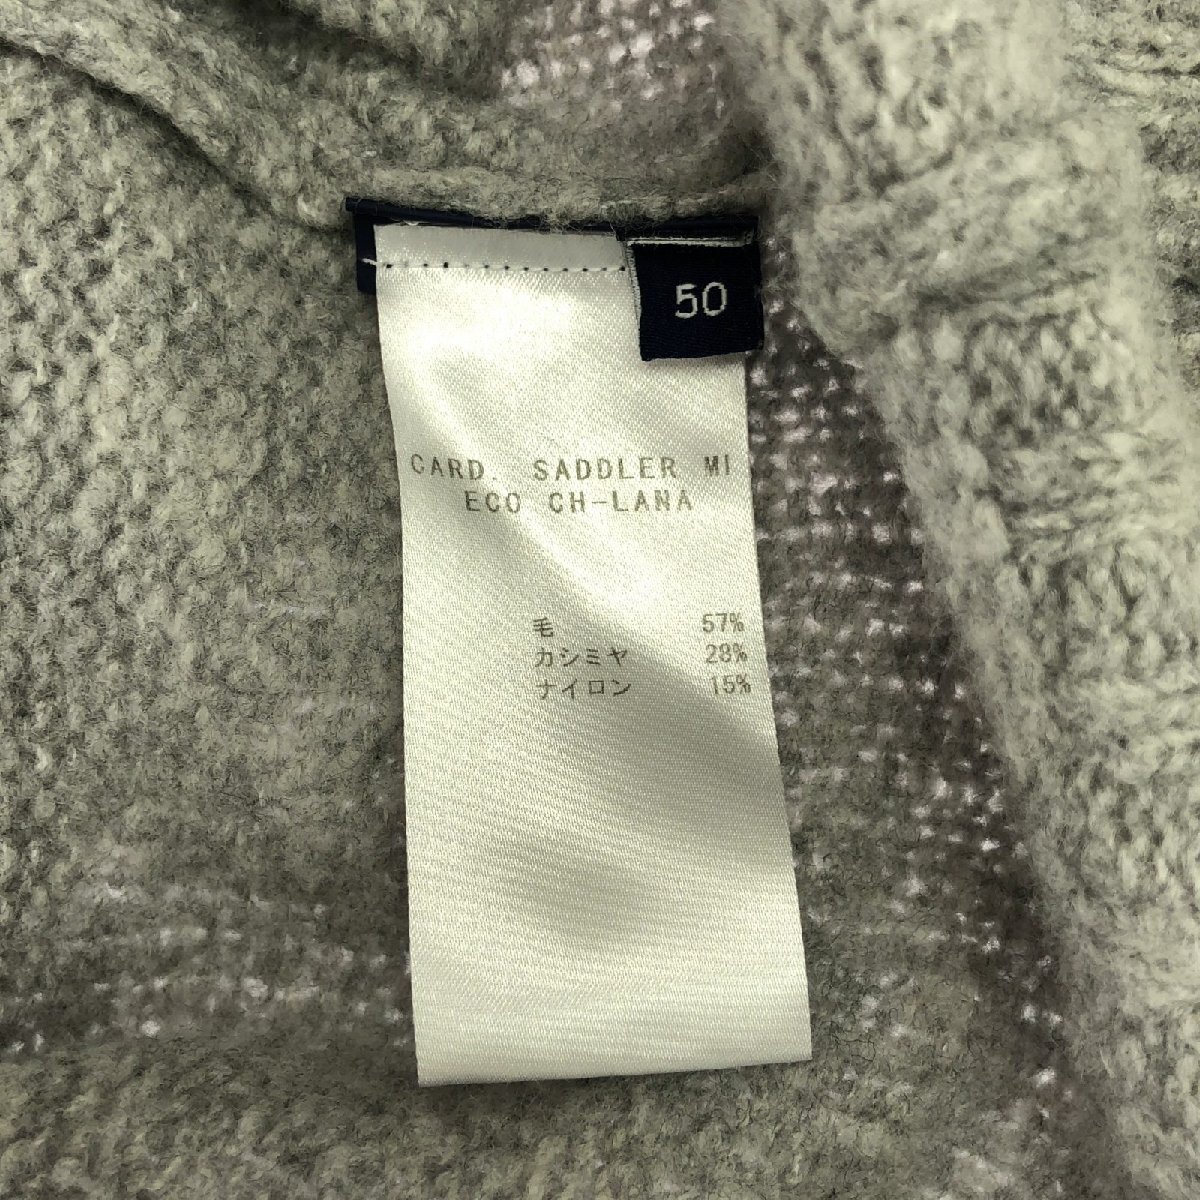 50
CARD. SADDLER MI
ECO CH-LANA
毛 57%
カシミヤ 28%
ナイロン 15%